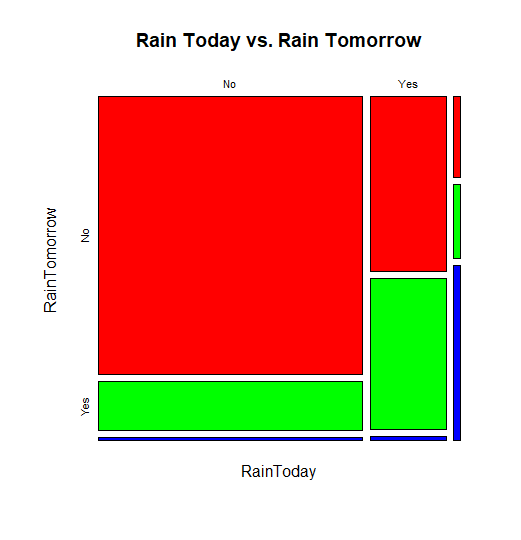 Rain Today vs. Rain Tomorrow
No Yes
RainTomorrow
No
Yes
RainToday